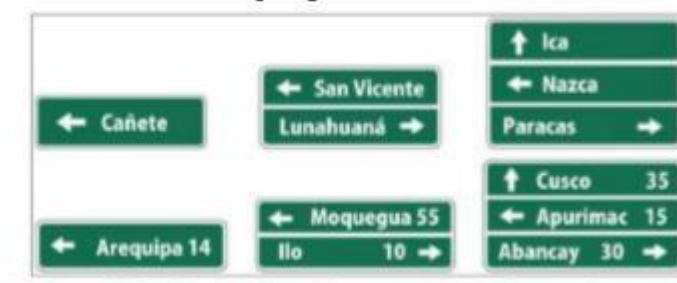 Ica
San Vicente
Nazca
Cañete
Lunahuaná
Paracas
Cusco 35
Moquegua 55
Apurimac 15
Arequipa 14
Ilo 10
Abancay 30